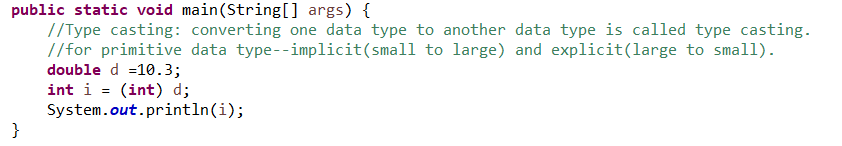 public static void main(String[] args) {
//Type casting: converting one data type to another data type is called type casting.
//for primitive data type--implicit(small to large) and explicit(large to small).
double d =10.3;
int i = (int) d;
System.out.println(i);
}